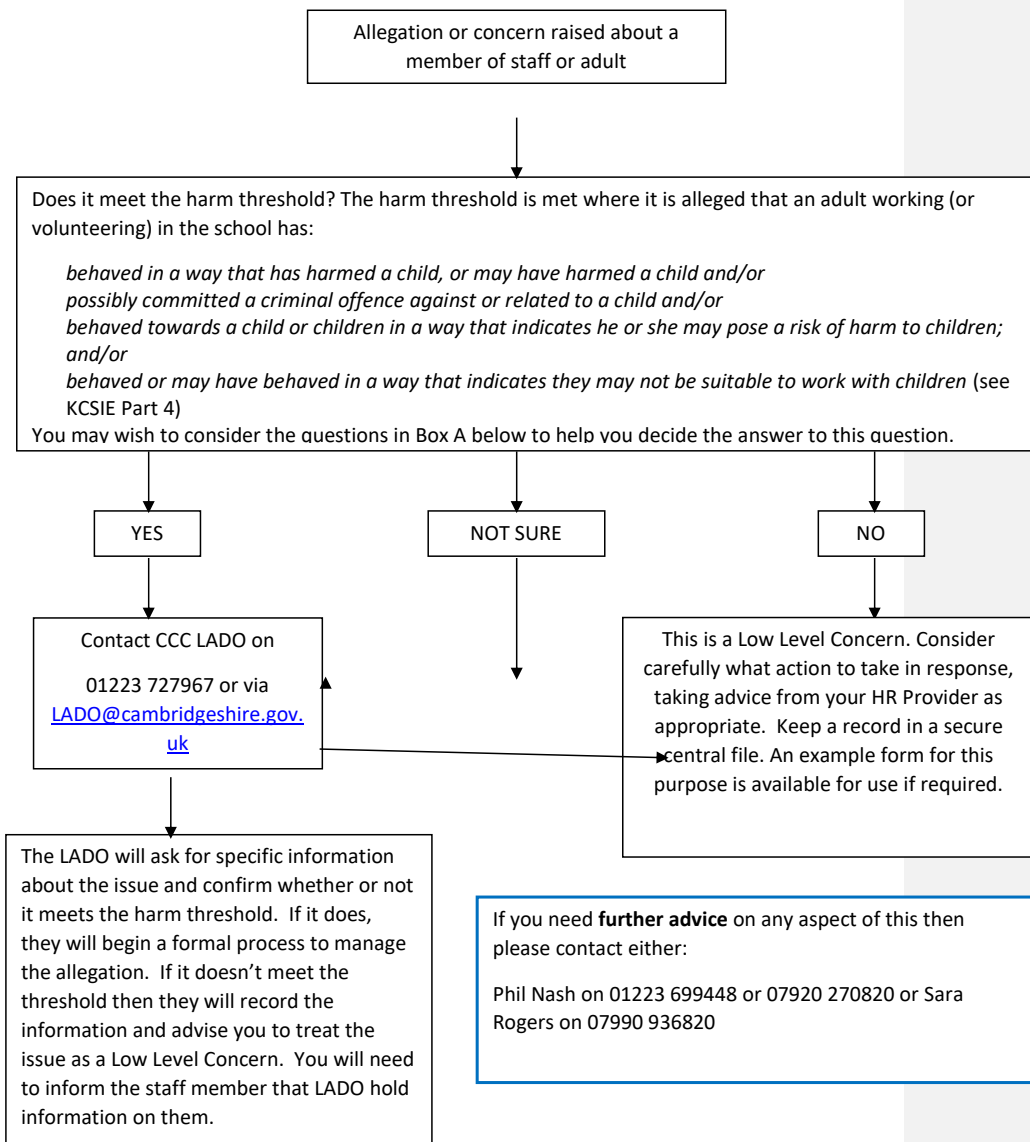 Allegation or concern raised about a
member of staff or adult
Does it meet the harm threshold? The harm threshold is met where it is alleged that an adult working (or
volunteering) in the school has:
behaved in a way that has harmed a child, or may have harmed a child and/or
possibly committed a criminal offence against or related to a child and/or
behaved towards a child or children in a way that indicates he or she may pose a risk of harm to children;
and/or
behaved or may have behaved in a way that indicates they may not be suitable to work with children (see
KCSIE Part 4)
You may wish to consider the questions in Box A below to help you decide the answer to this question.
YES
NOT SURE
NO
Contact CCC LADO on
01223 727967 or via
LADO@cambridgeshire.gov.
uk
This is a Low Level Concern. Consider
carefully what action to take in response,
taking advice from your HR Provider as
appropriate. Keep a record in a secure
central file. An example form for this
purpose is available for use if required.
The LADO will ask for specific information
about the issue and confirm whether or not
it meets the harm threshold. If it does,
they will begin a formal process to manage
the allegation. If it doesn't meet the
threshold then they will record the
information and advise you to treat the
issue as a Low Level Concern. You will need
to inform the staff member that LADO hold
information on them.
If you need further advice on any aspect of this then
please contact either:
Phil Nash on 01223 699448 or 07920 270820 or Sara
Rogers on 07990 936820